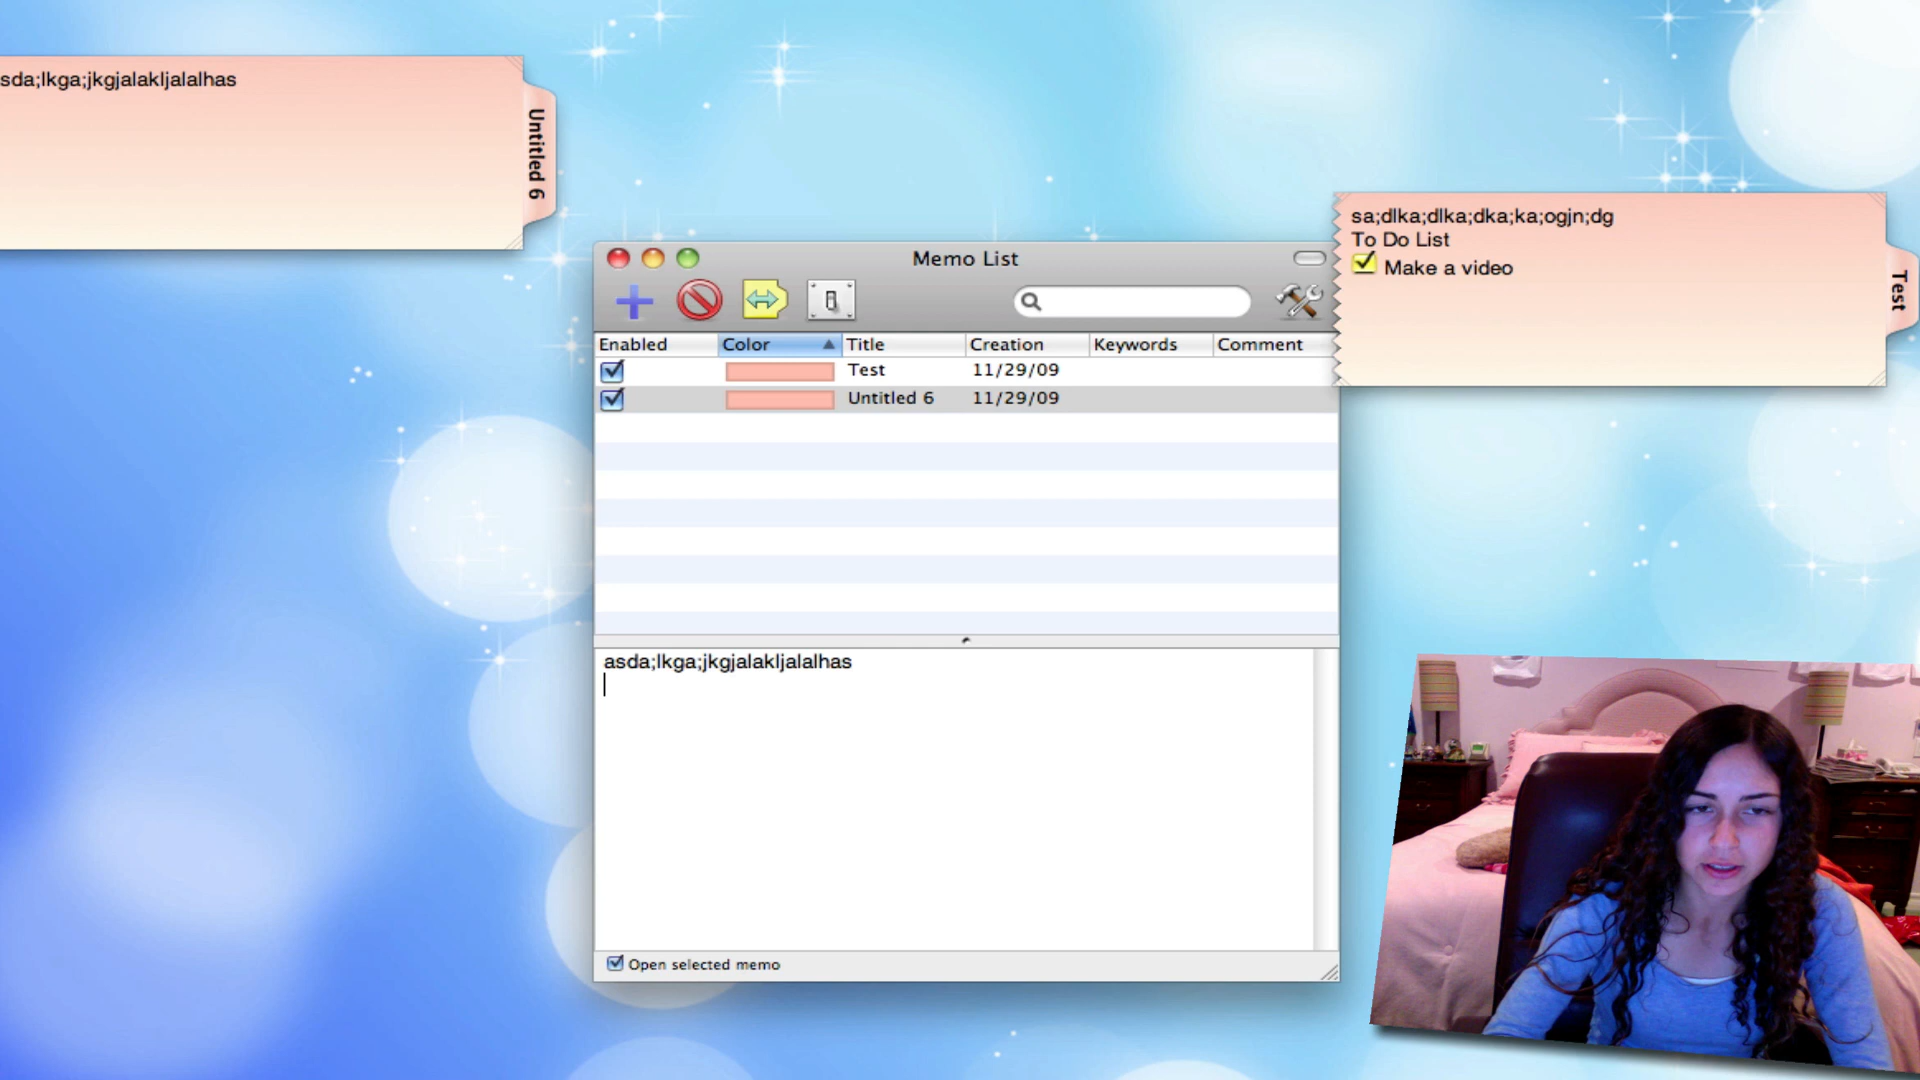 sda;lkga;jkgjalakljalalhas
Untitled 6
sa;dlka;dlka;dka;ka;ogjn;dg
To Do List
Make a video
Test
Memo List
Enabled Color Title Creation Keywords Comment
Test 11/29/09
Untitled 6 11/29/09
asda;lkga;jkgjalakljalalhas
Open selected memo